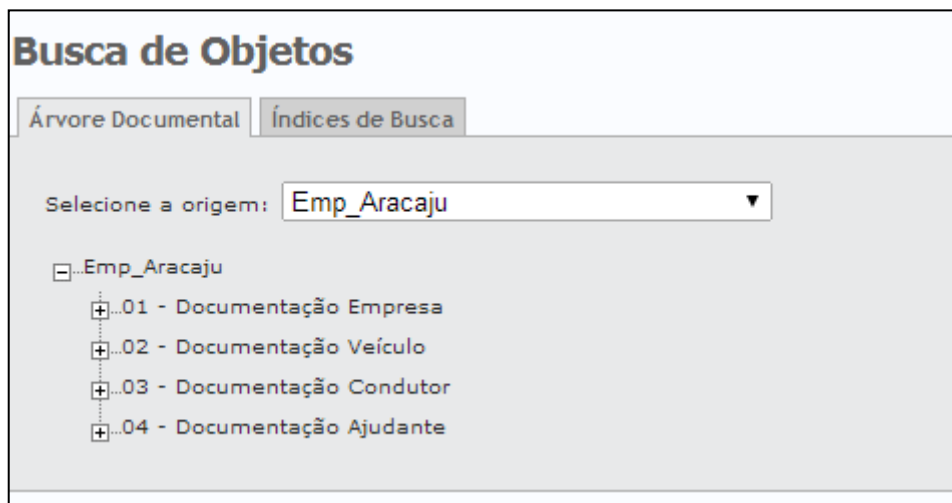 Busca de Objetos
Árvore Documental Índices de Busca
Selecione a origem: Emp_Aracaju
Emp_Aracaju
01 - Documentação Empresa
02 - Documentação Veículo
03 - Documentação Condutor
04 - Documentação Ajudante